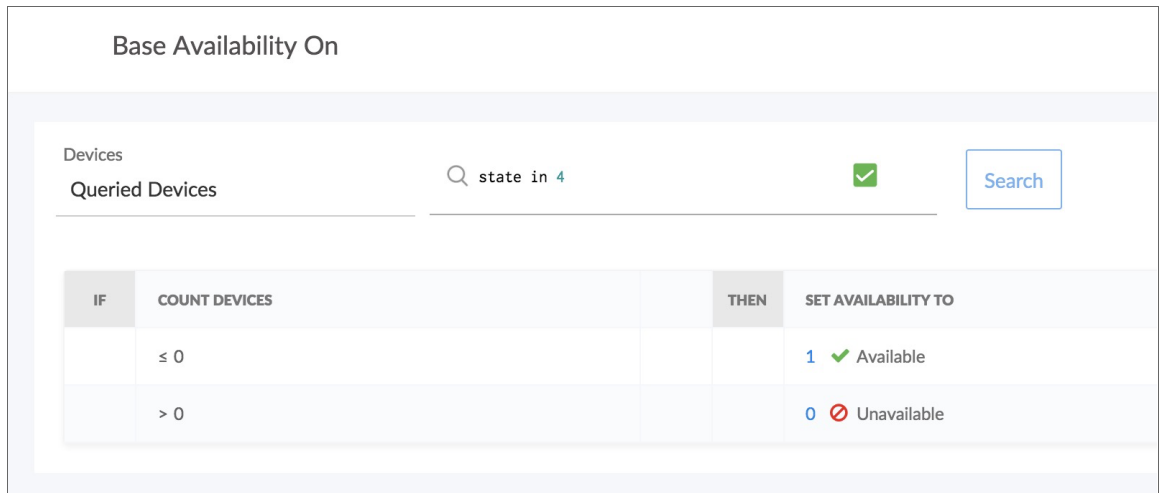 Base Availability On
Devices
Queried Devices
state in 4
Search
IF COUNT DEVICES THEN SET AVAILABILITY TO
≤ 0 1 Available
> 0 0 Unavailable